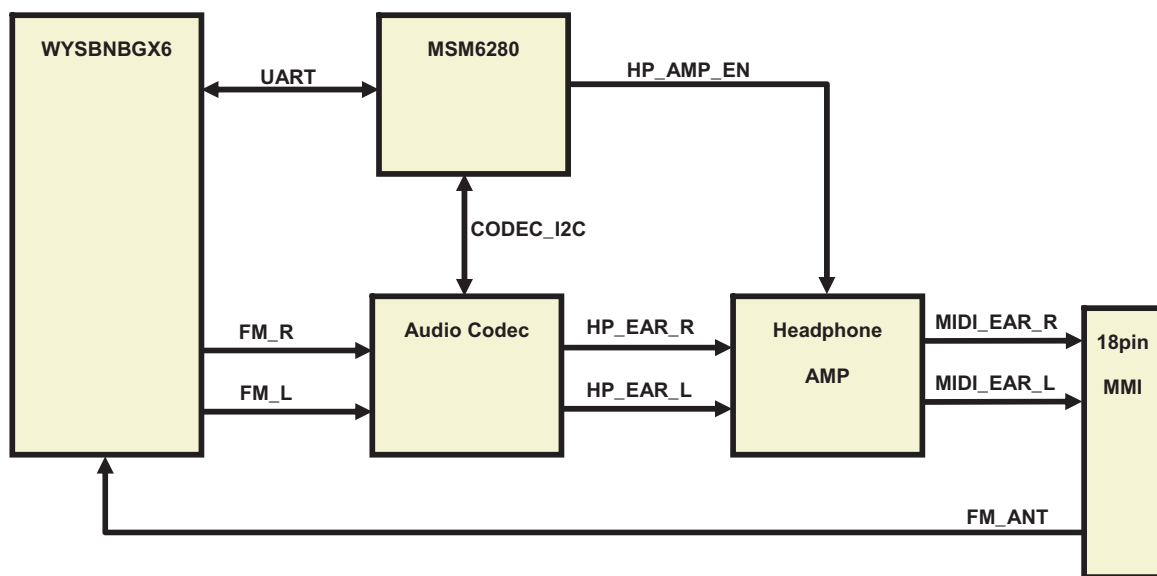 WYSBNBGX6
MSM6280
UART
HP_AMP_EN
CODEC_I2C
FM_R
Audio Codec
HP_EAR_R
Headphone
AMP
MIDI_EAR_R
18pin
MMI
FM_L
HP_EAR_L
MIDI_EAR_L
FM_ANT